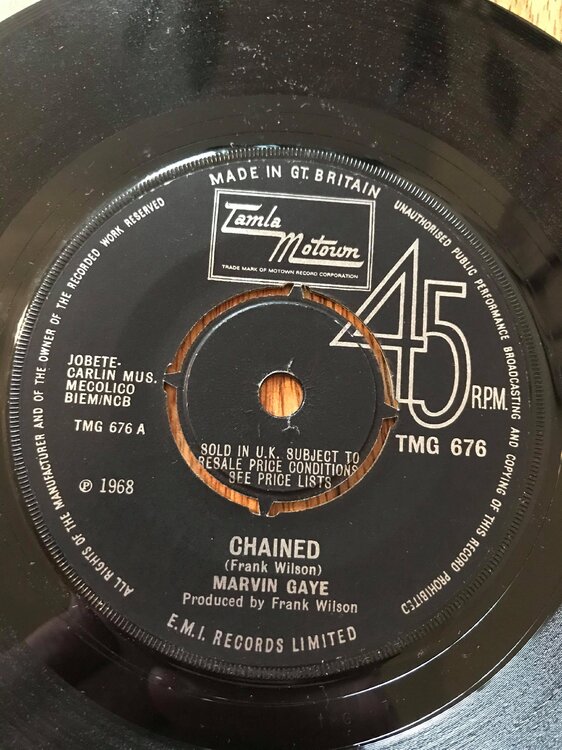 MADE IN GT. BRITAIN
UNAUTHORISED PUBLIC PERFORMANCE BROADCASTING AND COPYING OF THIS RECORD PROHIBITED
ALL RIGHTS OF THE MANUFACTURER AND OF THE OWNER OF THE RECORDED WORK RESERVED
Tamla
Motown
TRADE MARK OF MOTOWN RECORD CORPORATION
45
R.P.M.
JOBETE-
CARLIN MUS.
MECOLICO
BIEM/NCB
TMG 676 A
TMG 676
℗ 1968
SOLD IN U.K. SUBJECT TO
RESALE PRICE CONDITIONS
SEE PRICE LISTS
CHAINED
(Frank Wilson)
MARVIN GAYE
Produced by Frank Wilson
E.M.I. RECORDS LIMITED